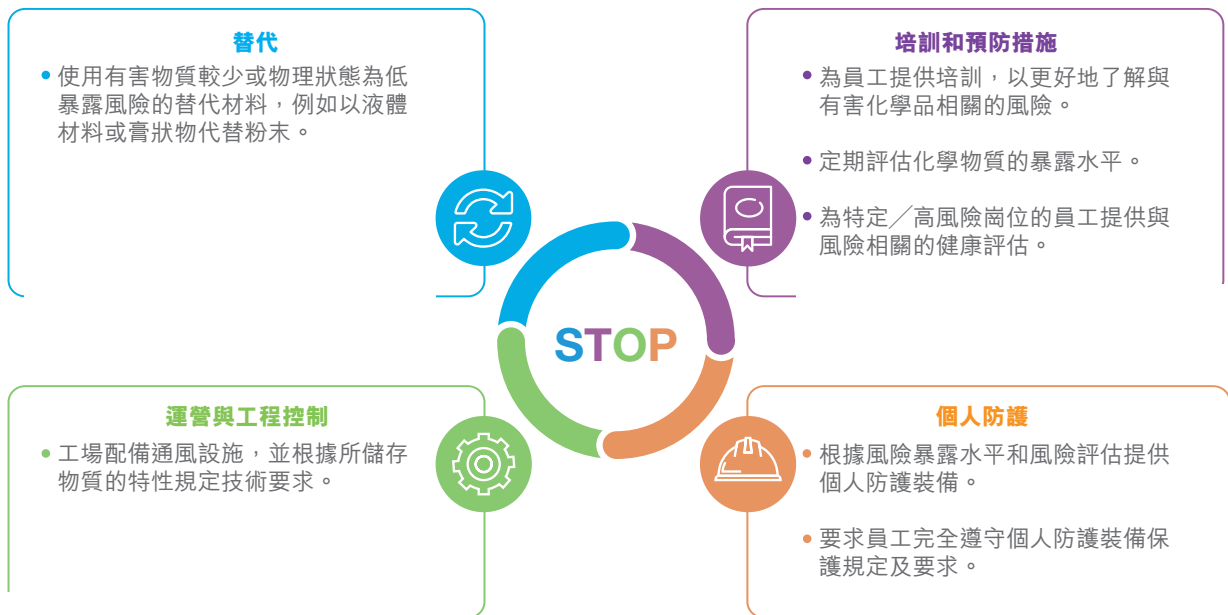 替代
• 使用有害物質較少或物理狀態為低
暴露風險的替代材料，例如以液體
材料或膏狀物代替粉末。
培訓和預防措施
• 為員工提供培訓，以更好地了解與
有害化學品相關的風險。
• 定期評估化學物質的暴露水平。
• 為特定／高風險崗位的員工提供與
風險相關的健康評估。
STOP
運營與工程控制
• 工場配備通風設施，並根據所儲存
物質的特性規定技術要求。
個人防護
• 根據風險暴露水平和風險評估提供
個人防護裝備。
• 要求員工完全遵守個人防護裝備保
護規定及要求。